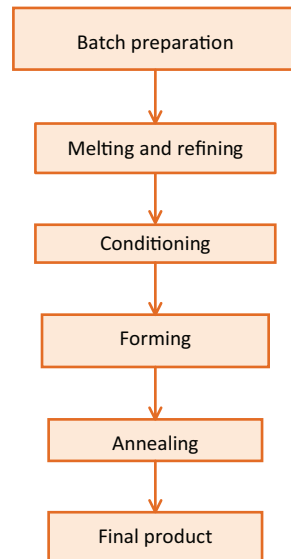 Batch preparation
Melting and refining
Conditioning
Forming
Annealing
Final product